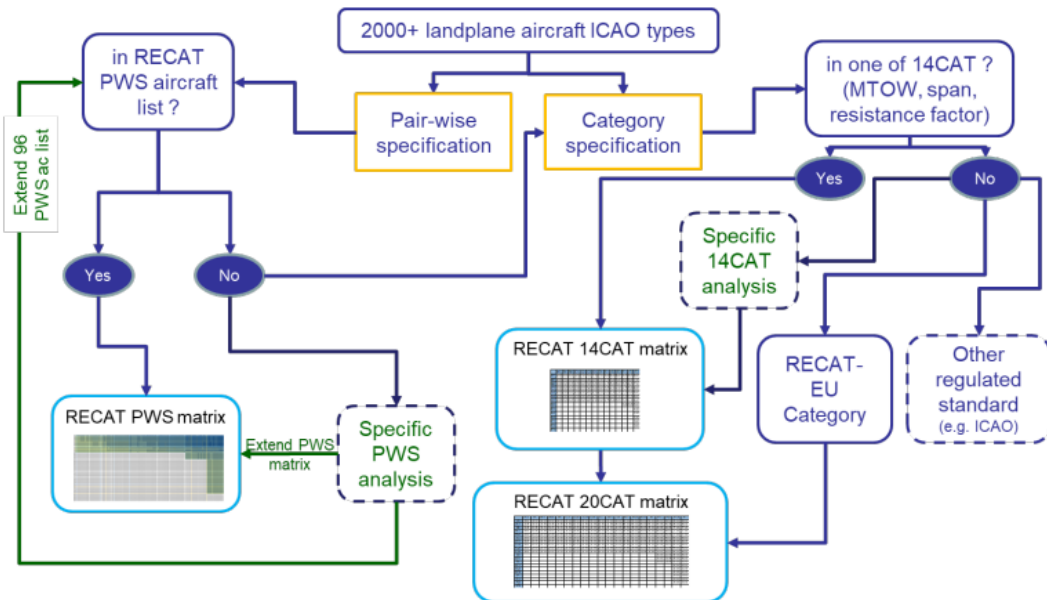 2000+ landplane aircraft ICAO types
in RECAT
PWS aircraft
list ?
Pair-wise
specification
Category
specification
in one of 14CAT ?
(MTOW, span,
resistance factor)
Extend 96
PWS ac list
Yes
No
Yes
No
Specific
14CAT
analysis
RECAT 14CAT matrix
RECAT-
EU
Category
Other
regulated
standard
(e.g. ICAO)
RECAT PWS matrix
Extend PWS
matrix
Specific
PWS
analysis
RECAT 20CAT matrix